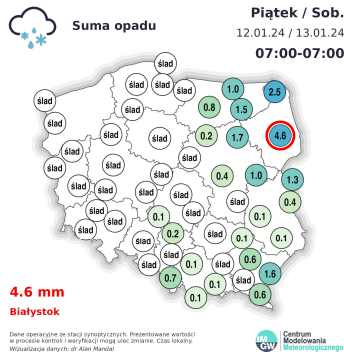 Suma opadu
Piątek / Sob.
12.01.24 / 13.01.24
07:00-07:00
ślad
1.0
2.5
ślad
ślad
ślad
ślad
0.8
1.5
ślad
ślad
ślad
0.2
1.7
4.6
ślad
ślad
ślad
ślad
ślad
0.4
1.0
1.3
ślad
ślad
ślad
ślad
0.4
ślad
ślad
0.1
ślad
0.1
ślad
ślad
0.2
ślad
ślad
0.1
0.1
ślad
ślad
0.6
ślad
0.1
ślad
1.6
0.7
0.1
ślad
0.1
0.6
4.6 mm
Białystok
Dane operacyjne ze stacji synoptycznych. Prezentowane wartości
w procesie kontroli i weryfikacji mogą ulec zmianie. Czas lokalny.
Wizualizacja danych: dr Alan Mandal
IM
GW
Centrum
Modelowania
Meteorologicznego